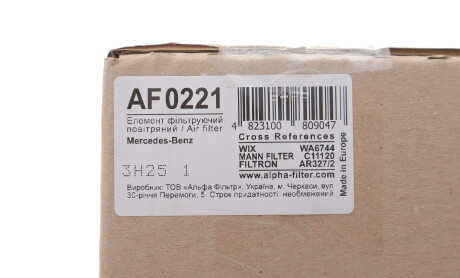 AF0221
Елемент фільтруючий
повітряний / Air filter
Mercedes-Benz
3H25 1
4 823100 809047
Cross References
WIX WA6744
MANN FILTER C11120
FILTRON AR327/2
www.alpha-filter.com
Made in Europe
Виробник: ТОВ «Альфа Фільтр», Україна, м. Черкаси, вул
30-річчя Перемоги, 5. Строк придатності: необмежений